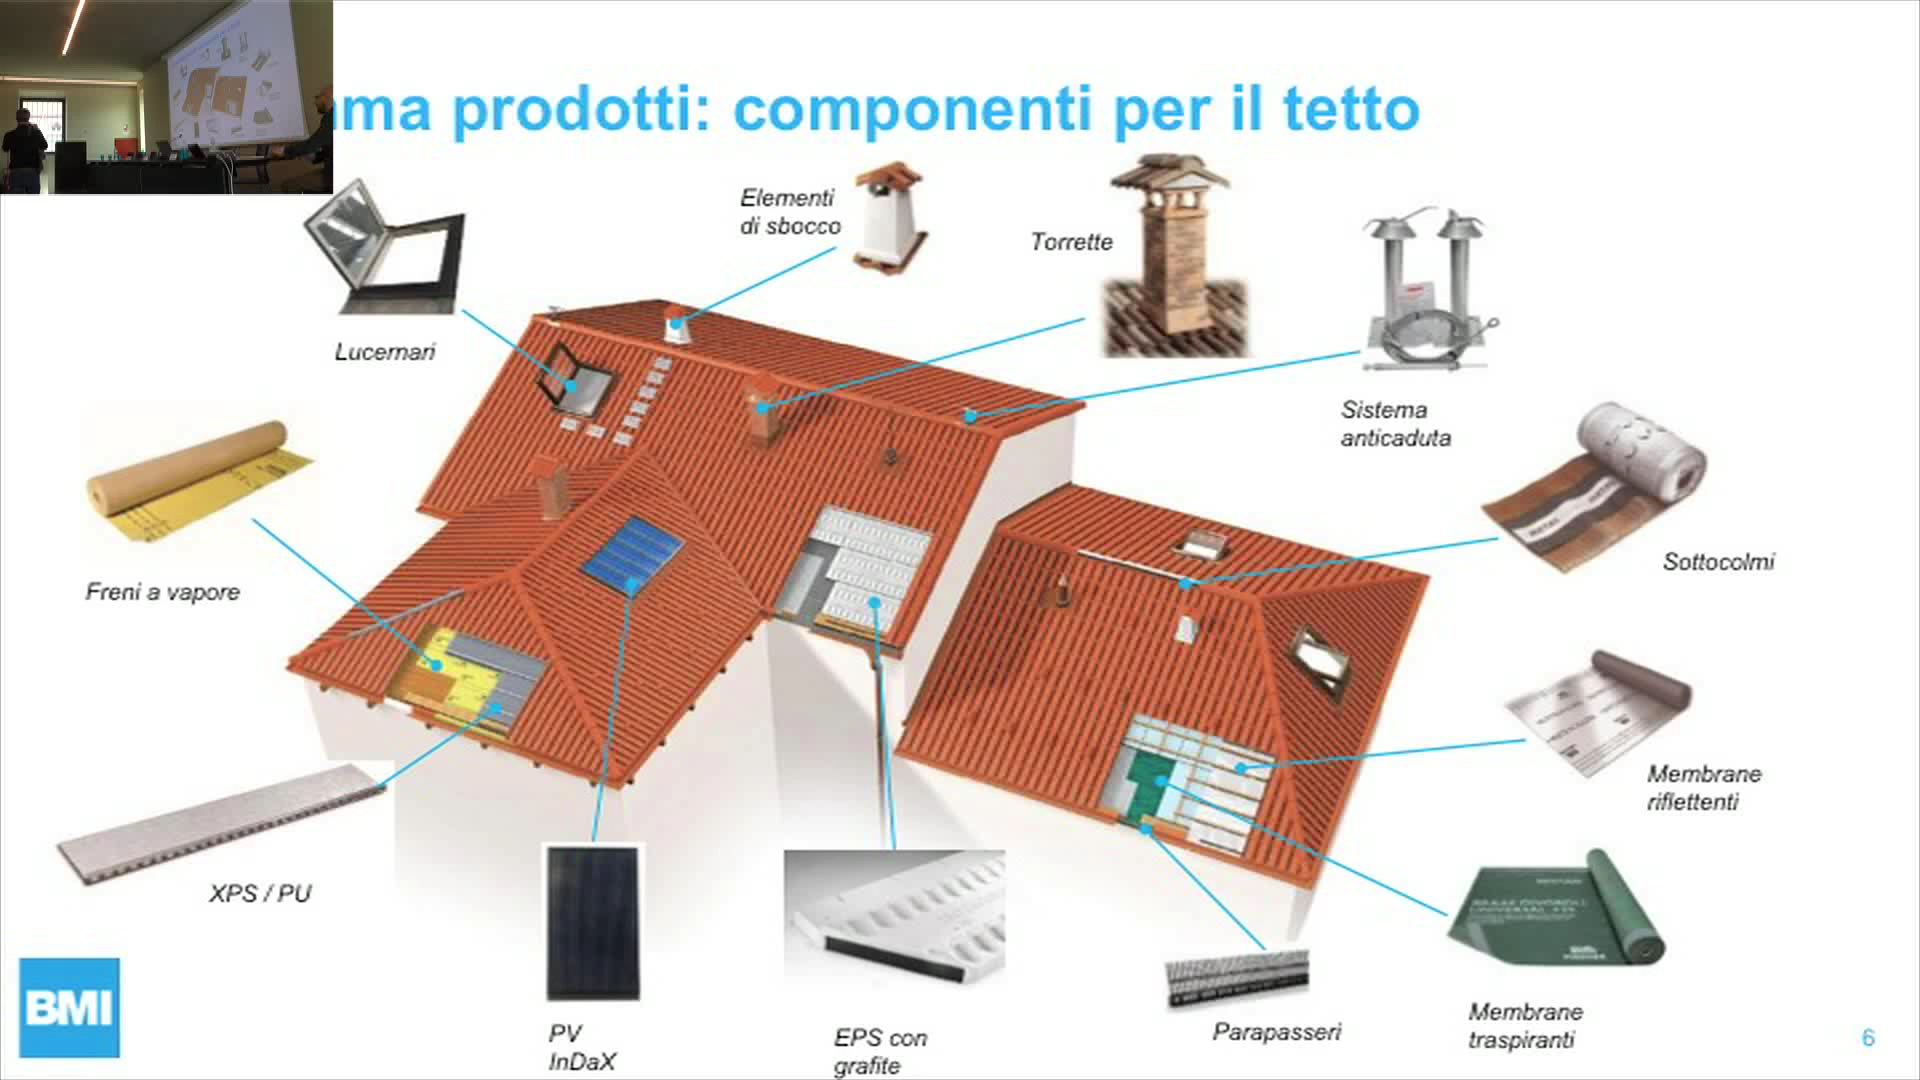 ma prodotti: componenti per il tetto
Elementi
di sbocco
Torrette
Lucernari
Sistema
anticaduta
Sottocolmi
Freni a vapore
Membrane
riflettenti
XPS / PU
PV
InDaX
EPS con
grafite
Parapasseri
Membrane
traspiranti
BMI
6